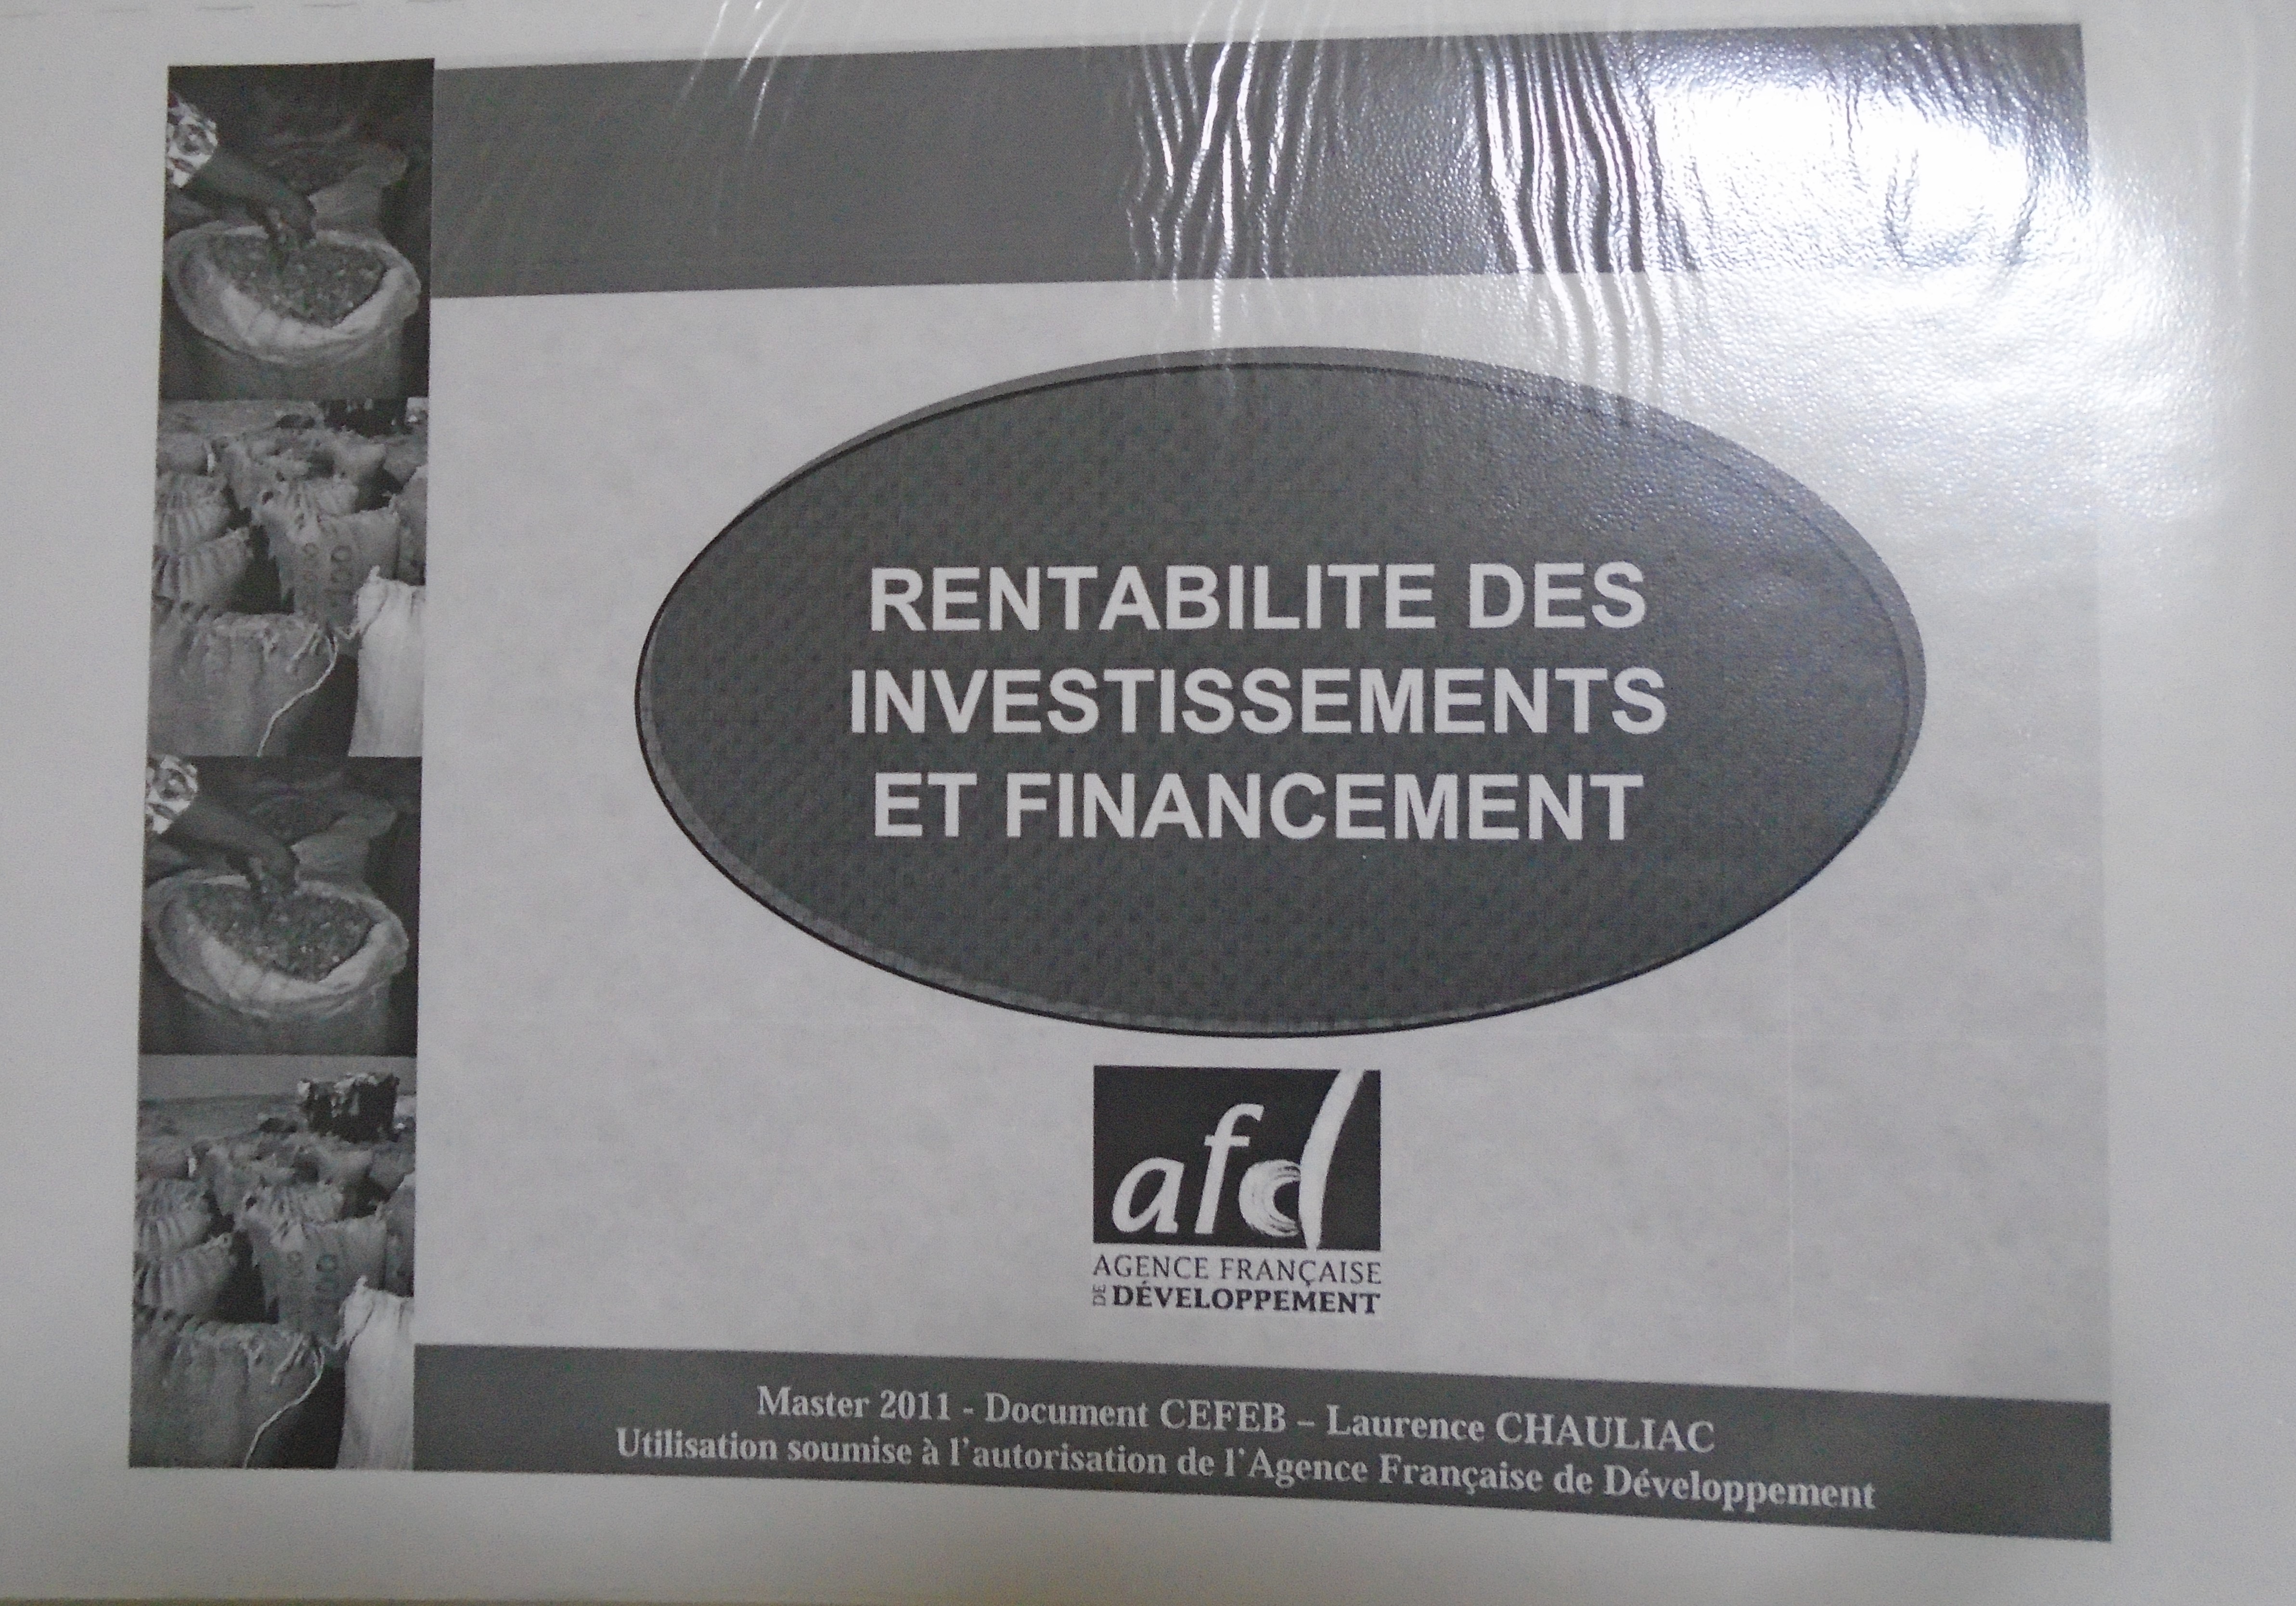 RENTABILITE DES
INVESTISSEMENTS
ET FINANCEMENT
afd
AGENCE FRANÇAISE
DE DÉVELOPPEMENT
Master 2011 - Document CEFEB – Laurence CHAULIAC
Utilisation soumise à l'autorisation de l'Agence Française de Développement